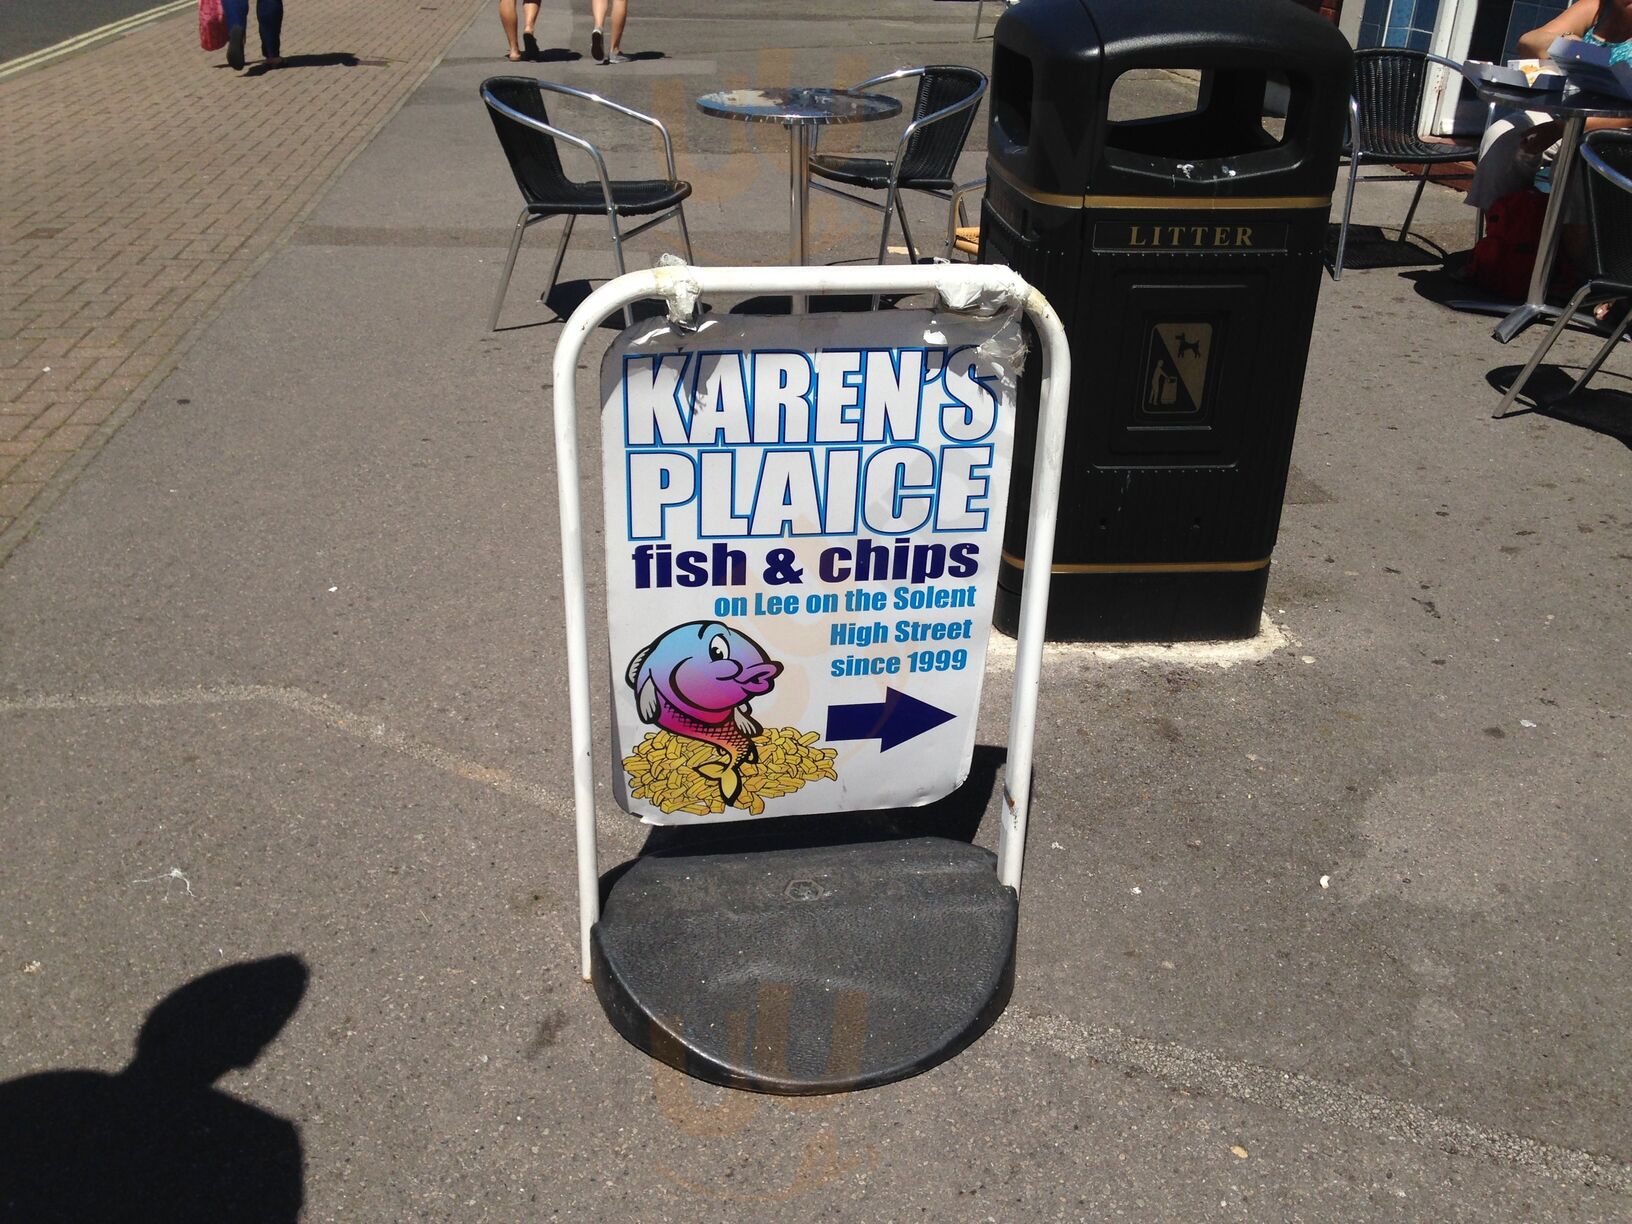 KAREN'S
PLAICE
fish & chips
on Lee on the Solent
High Street
since 1999
LITTER